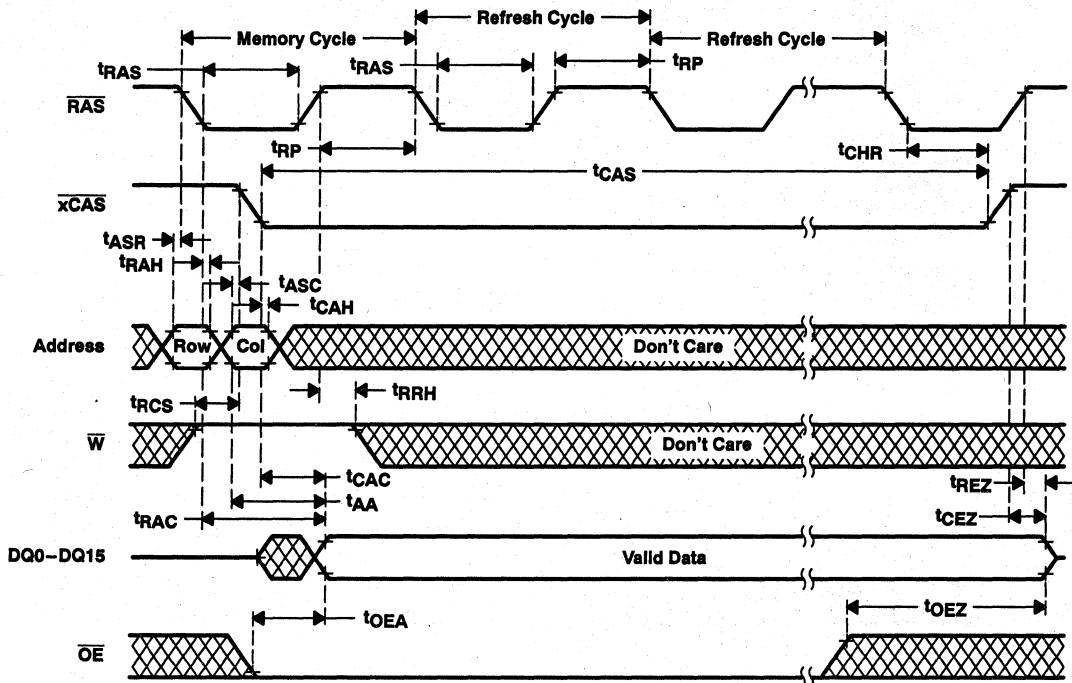 Refresh Cycle
Memory Cycle
Refresh Cycle
tRAS
tRAS
tRP
RAS
tRP
tCHR
tCAS
xCAS
tASR
tRAH
tASC
tCAH
Address
Row
Col
Don't Care
tRRH
tRCS
W
Don't Care
tCAC
tREZ
tAA
tRAC
tCEZ
DQ0–DQ15
Valid Data
tOEA
tOEZ
OE